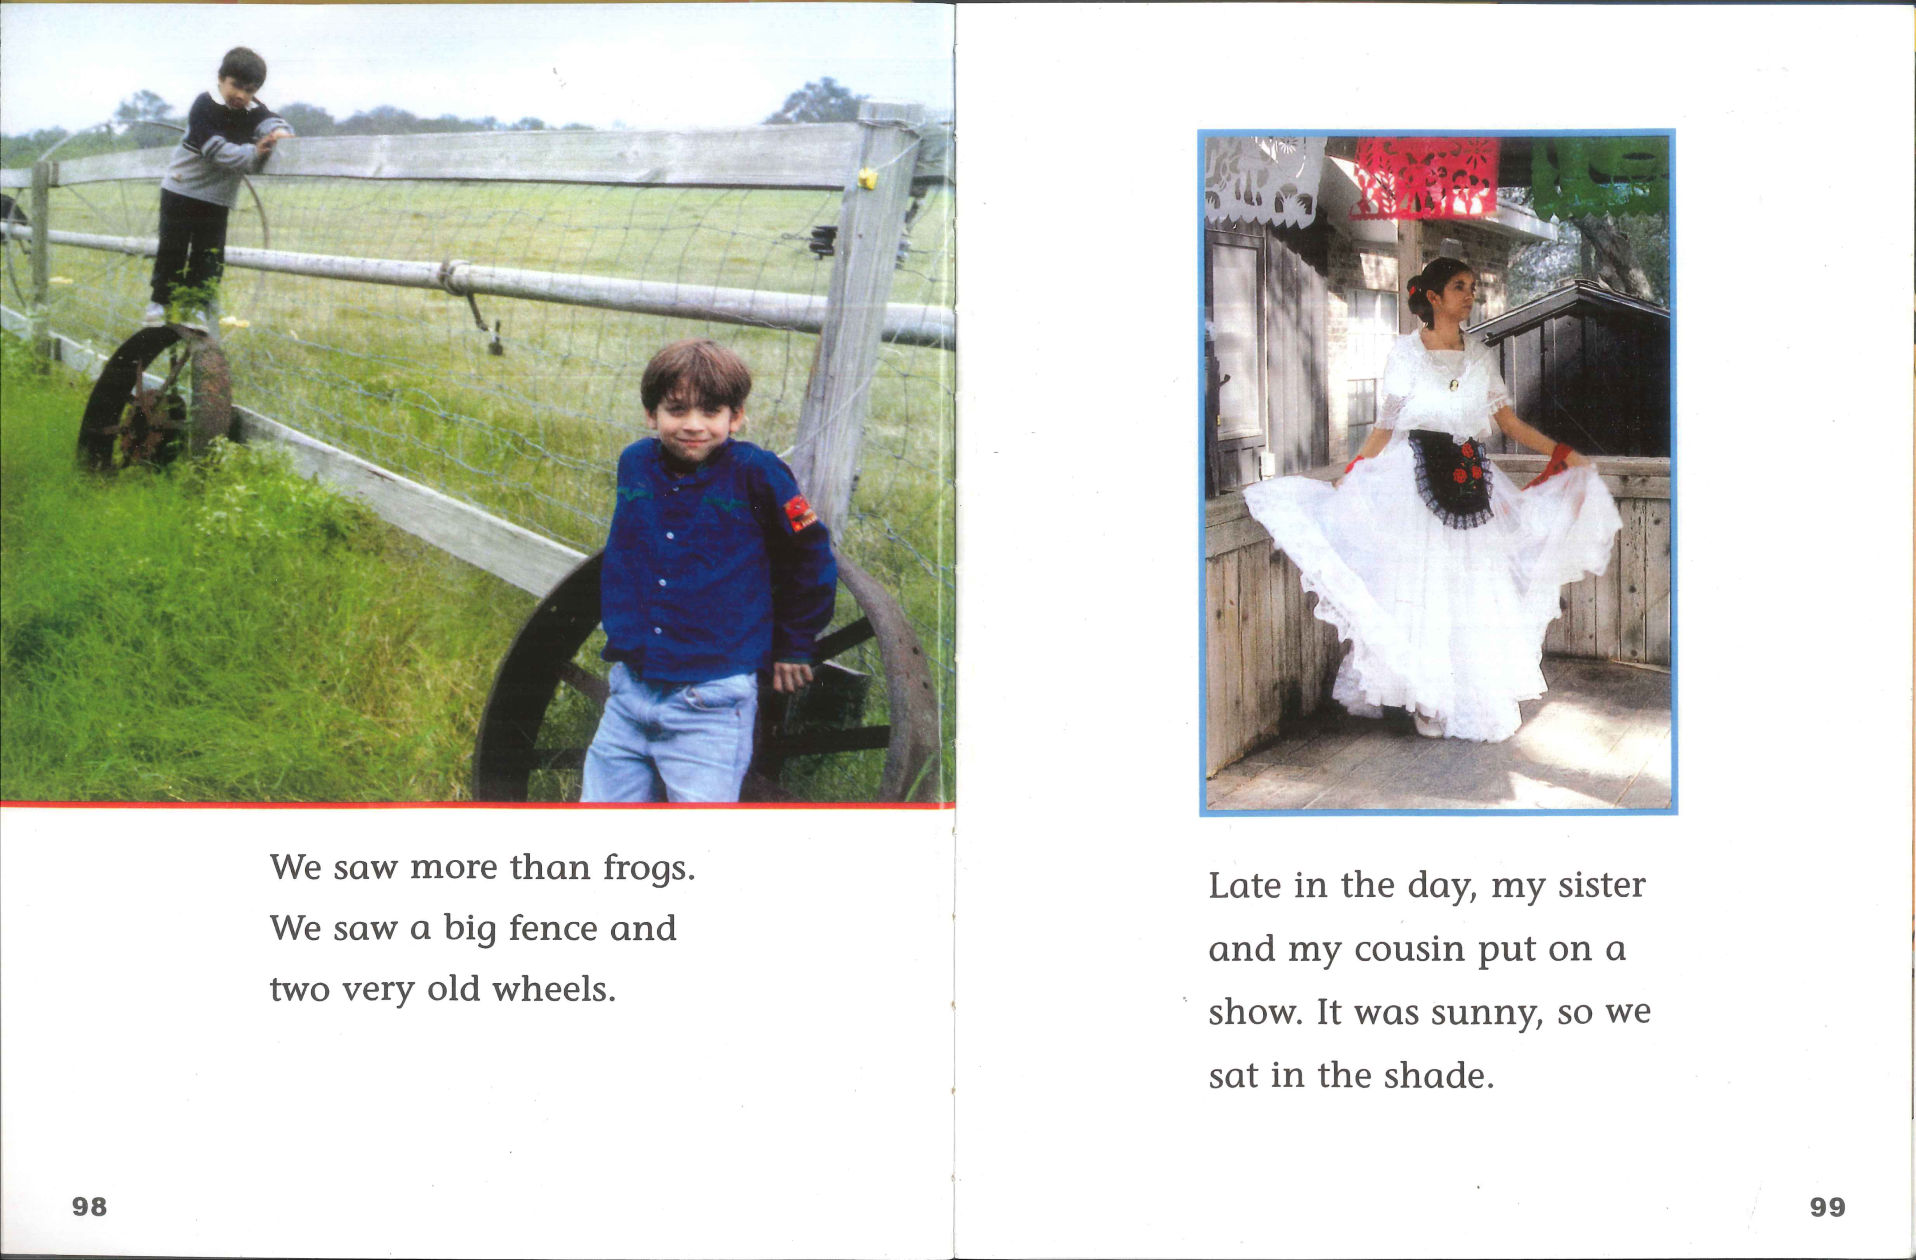 We saw more than frogs.
We saw a big fence and
two very old wheels.
98
Late in the day, my sister
and my cousin put on a
show. It was sunny, so we
sat in the shade.
99